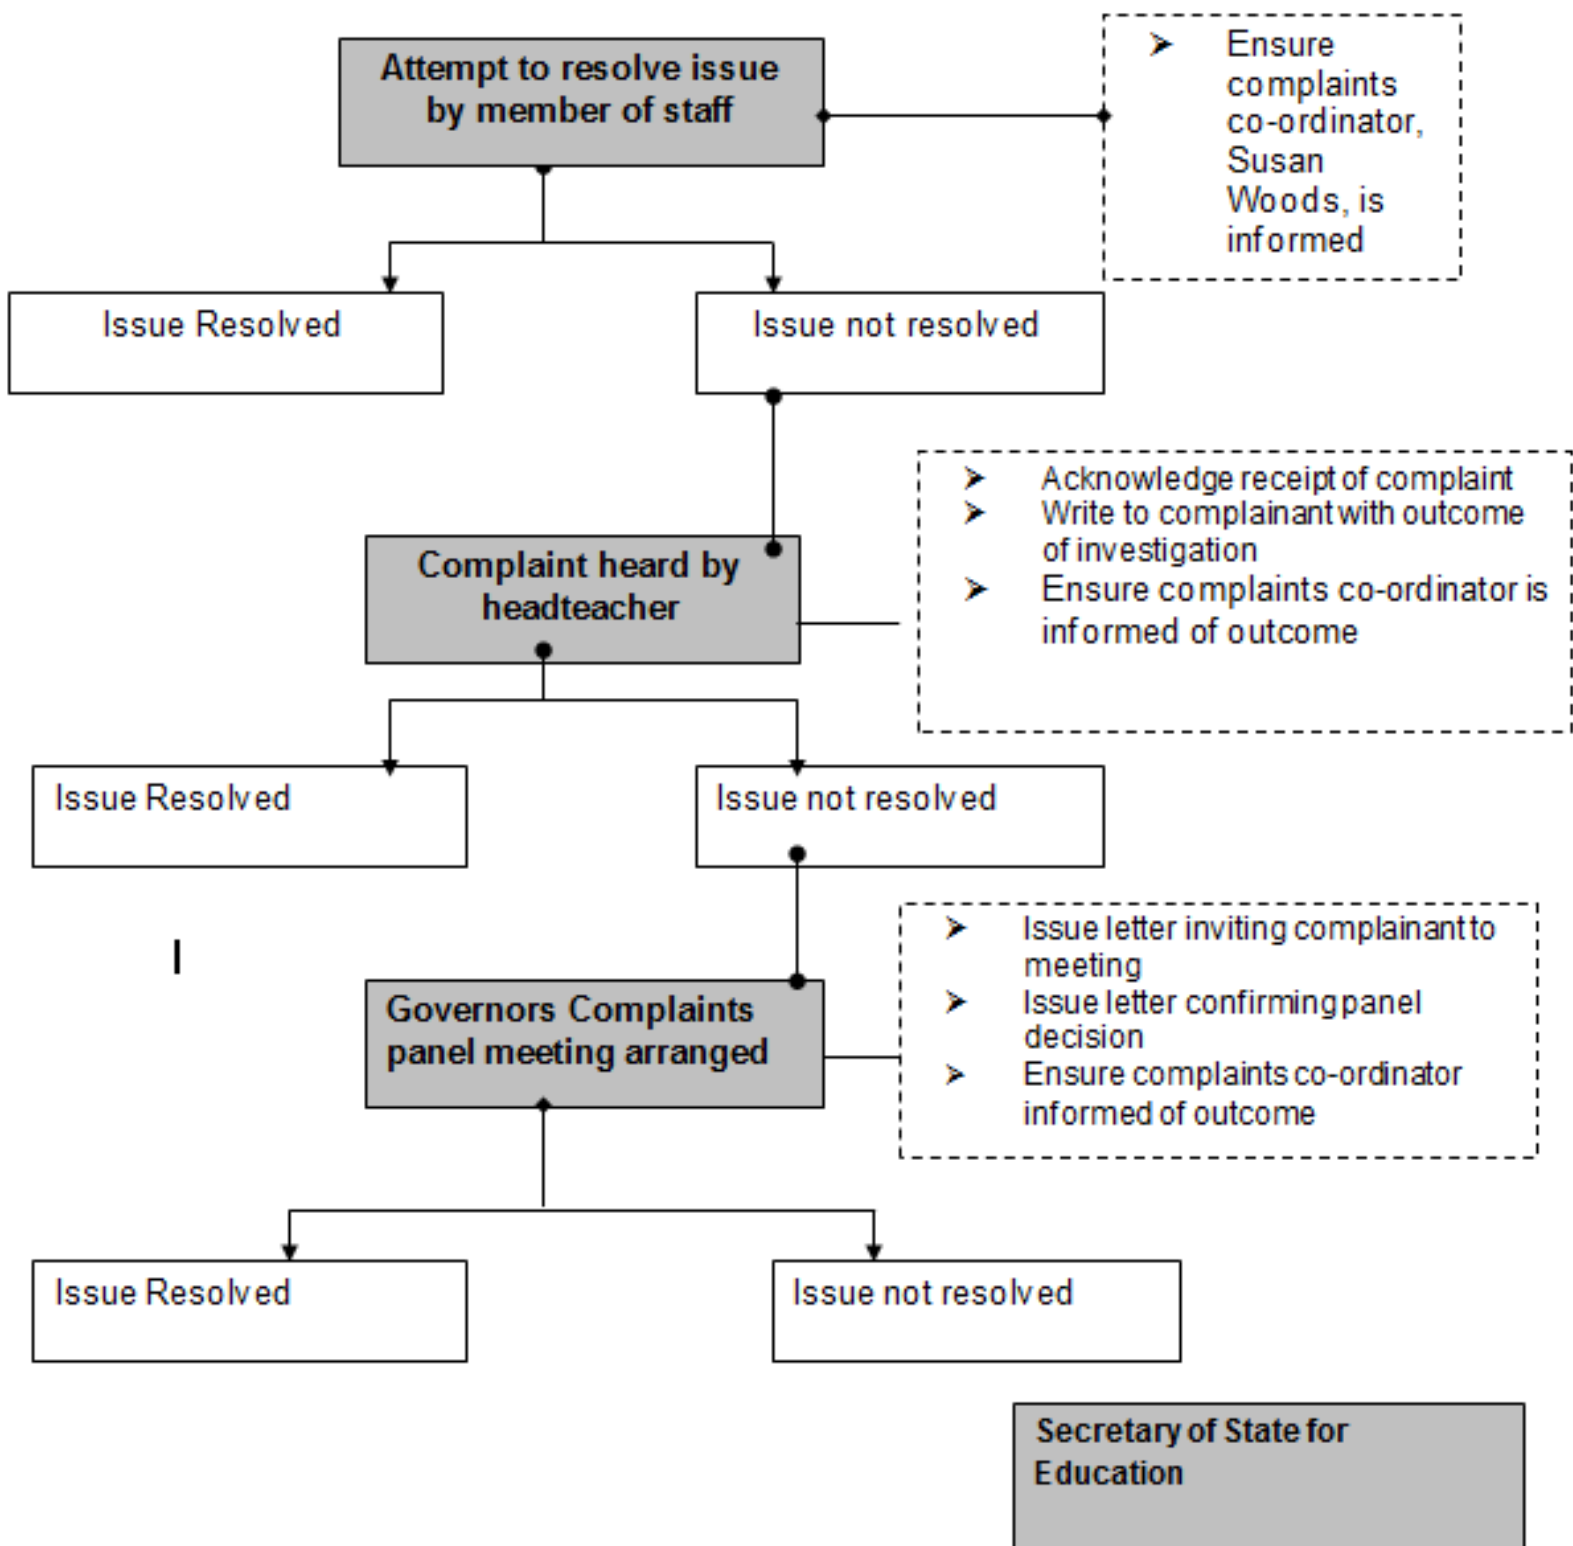 Attempt to resolve issue
by member of staff
➤ Ensure
complaints
co-ordinator,
Susan
Woods, is
informed
Issue Resolved
Issue not resolved
➤ Acknowledge receipt of complaint
➤ Write to complainant with outcome
of investigation
➤ Ensure complaints co-ordinator is
informed of outcome
Complaint heard by
headteacher
Issue Resolved
Issue not resolved
➤ Issue letter inviting complainant to
meeting
➤ Issue letter confirming panel
decision
➤ Ensure complaints co-ordinator
informed of outcome
I
Governors Complaints
panel meeting arranged
Issue Resolved
Issue not resolved
Secretary of State for
Education